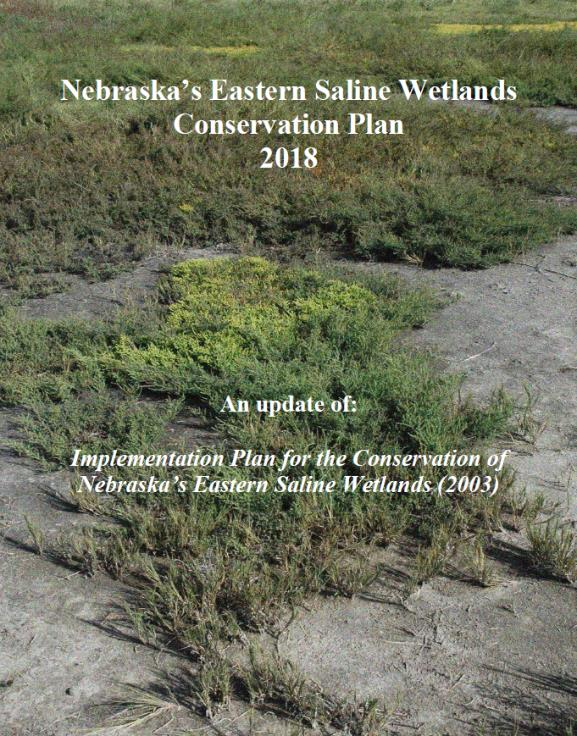 Nebraska's Eastern Saline Wetlands
Conservation Plan
2018
An update of:
Implementation Plan for the Conservation of
Nebraska's Eastern Saline Wetlands (2003)